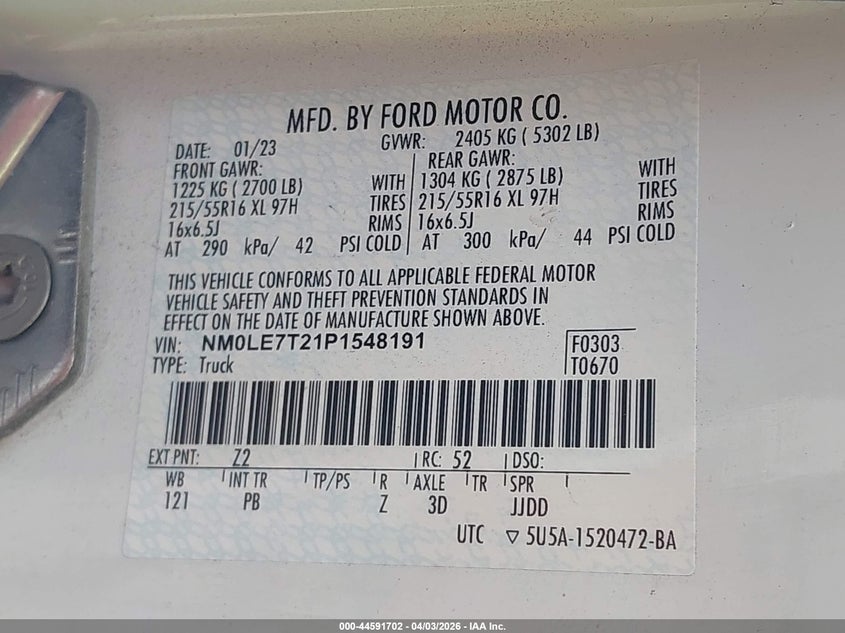 MFD. BY FORD MOTOR CO.
DATE: 01/23 GVWR: 2405 KG ( 5302 LB)
FRONT GAWR: REAR GAWR:
1225 KG ( 2700 LB) WITH 1304 KG ( 2875 LB) WITH
215/55R16 XL 97H TIRES 215/55R16 XL 97H TIRES
16x6.5J RIMS 16x6.5J RIMS
AT 290 kPa/ 42 PSI COLD AT 300 kPa/ 44 PSI COLD
THIS VEHICLE CONFORMS TO ALL APPLICABLE FEDERAL MOTOR
VEHICLE SAFETY AND THEFT PREVENTION STANDARDS IN
EFFECT ON THE DATE OF MANUFACTURE SHOWN ABOVE.
VIN: NM0LE7T21P1548191 F0303
TYPE: Truck T0670
EXT PNT: Z2 RC: 52 DSO:
WB INT TR TP/PS R AXLE TR SPR
121 PB Z 3D JJDD
UTC ▽ 5U5A-1520472-BA
000-44591702 - 04/03/2026 - IAA Inc.